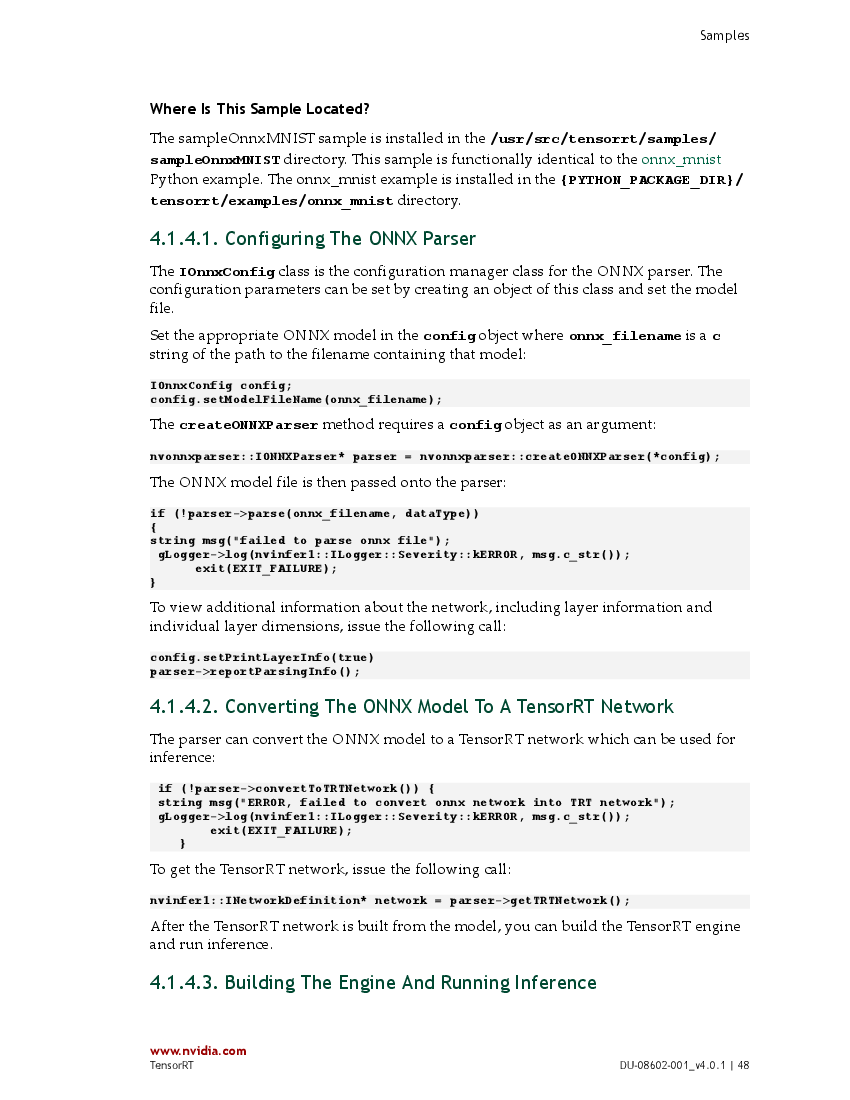 Samples
Where Is This Sample Located?
The sampleOnnxMNIST sample is installed in the /usr/src/tensorrt/samples/
sampleOnnxMNIST directory. This sample is functionally identical to the onnx_mnist
Python example. The onnx_mnist example is installed in the {PYTHON_PACKAGE_DIR}/
tensorrt/examples/onnx_mnist directory.
4.1.4.1. Configuring The ONNX Parser
The IOnnxConfig class is the configuration manager class for the ONNX parser. The
configuration parameters can be set by creating an object of this class and set the model
file.
Set the appropriate ONNX model in the config object where onnx_filename is a c
string of the path to the filename containing that model:
IOnnxConfig config;
config.setModelFileName(onnx_filename);
The createONNXParser method requires a config object as an argument:
nvonnxparser::IONNXParser* parser = nvonnxparser::createONNXParser(*config);
The ONNX model file is then passed onto the parser:
if (!parser->parse(onnx_filename, dataType))
{
string msg("failed to parse onnx file");
gLogger->log(nvinfer1::ILogger::Severity::kERROR, msg.c_str());
exit(EXIT_FAILURE);
}
To view additional information about the network, including layer information and
individual layer dimensions, issue the following call:
config.setPrintLayerInfo(true)
parser->reportParsingInfo();
4.1.4.2. Converting The ONNX Model To A TensorRT Network
The parser can convert the ONNX model to a TensorRT network which can be used for
inference:
if (!parser->convertToTRTNetwork()) {
string msg("ERROR, failed to convert onnx network into TRT network");
gLogger->log(nvinfer1::ILogger::Severity::kERROR, msg.c_str());
exit(EXIT_FAILURE);
}
To get the TensorRT network, issue the following call:
nvinfer1::INetworkDefinition* network = parser->getTRTNetwork();
After the TensorRT network is built from the model, you can build the TensorRT engine
and run inference.
4.1.4.3. Building The Engine And Running Inference
www.nvidia.com
TensorRT DU-08602-001_v4.0.1 | 48